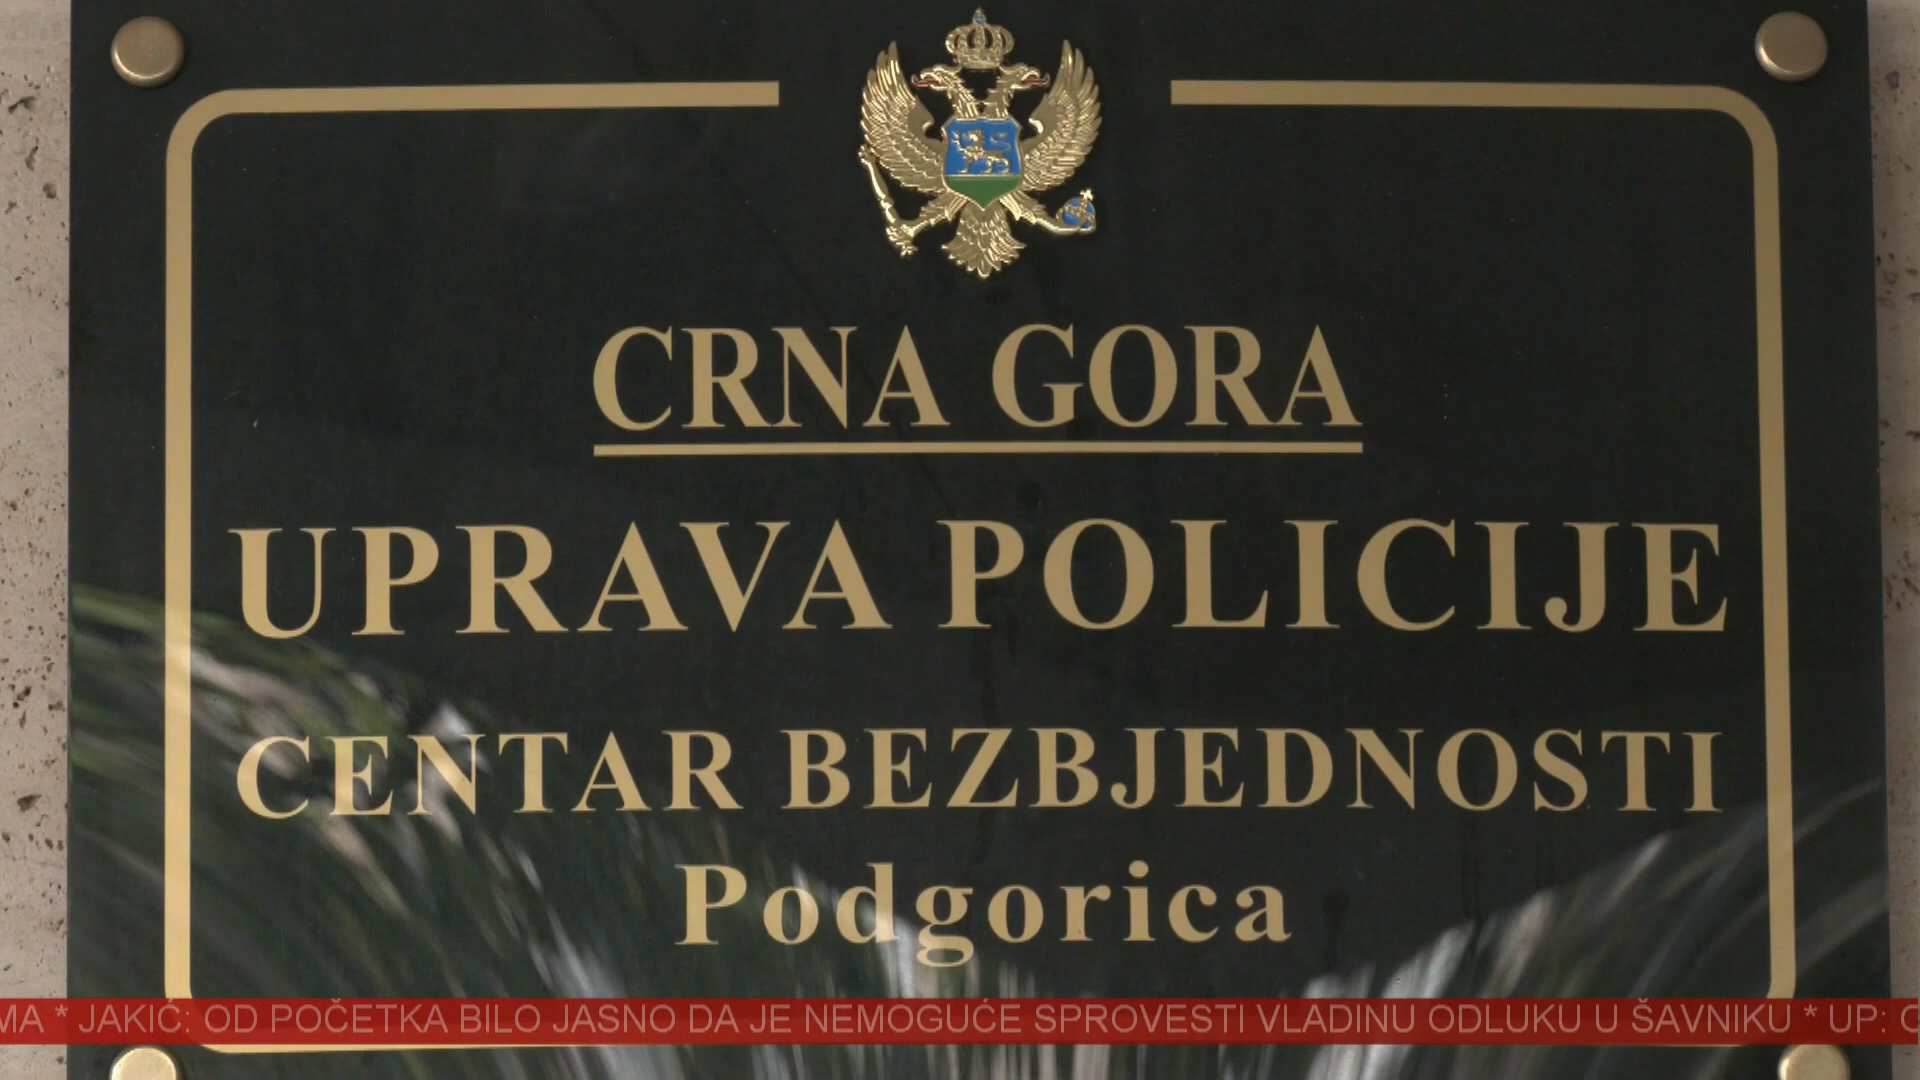 CRNA GORA
UPRAVA POLICIJE
CENTAR BEZBJEDNOSTI
Podgorica
* JAKIĆ: OD POČETKA BILO JASNO DA JE NEMOGUĆE SPROVESTI VLADINU ODLUKU U ŠAVNIKU * UP: